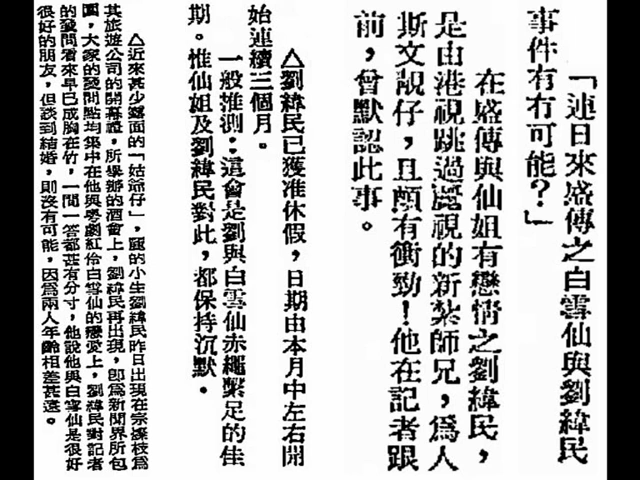 「連日來盛傳之白雪仙與劉緯民
事件有冇可能？」
在盛傳與仙姐有戀情之劉緯民，
是由港視跳過麗視的新紮師兄，為人
斯文靚仔，且頗有衝勁！他在記者跟
前，曾默認此事。
△劉緯民已獲准休假，日期由本月中左右開
始連續三個月。
一般推測：這會是劉與白雪仙赤繩繫足的佳
期。惟仙姐及劉緯民對此，都保持沉默。
△近來甚少露面的「姑爺仔」，冧的小生劉緯民昨日出現在宗操枝為
其旅遊公司的開幕禮，所舉辦的酒會上，劉緯民再出現，卽為新聞界所包
圍，大家的發問點均集中在他與粵劇紅伶白雪仙的戀愛上，劉緯民對記者
的發問看來早已成胸在竹，一問一答都甚有分寸，他說他與白雪仙是很好
很好的朋友，但談到結婚，則沒有可能，因爲兩人年齡相差甚遠。